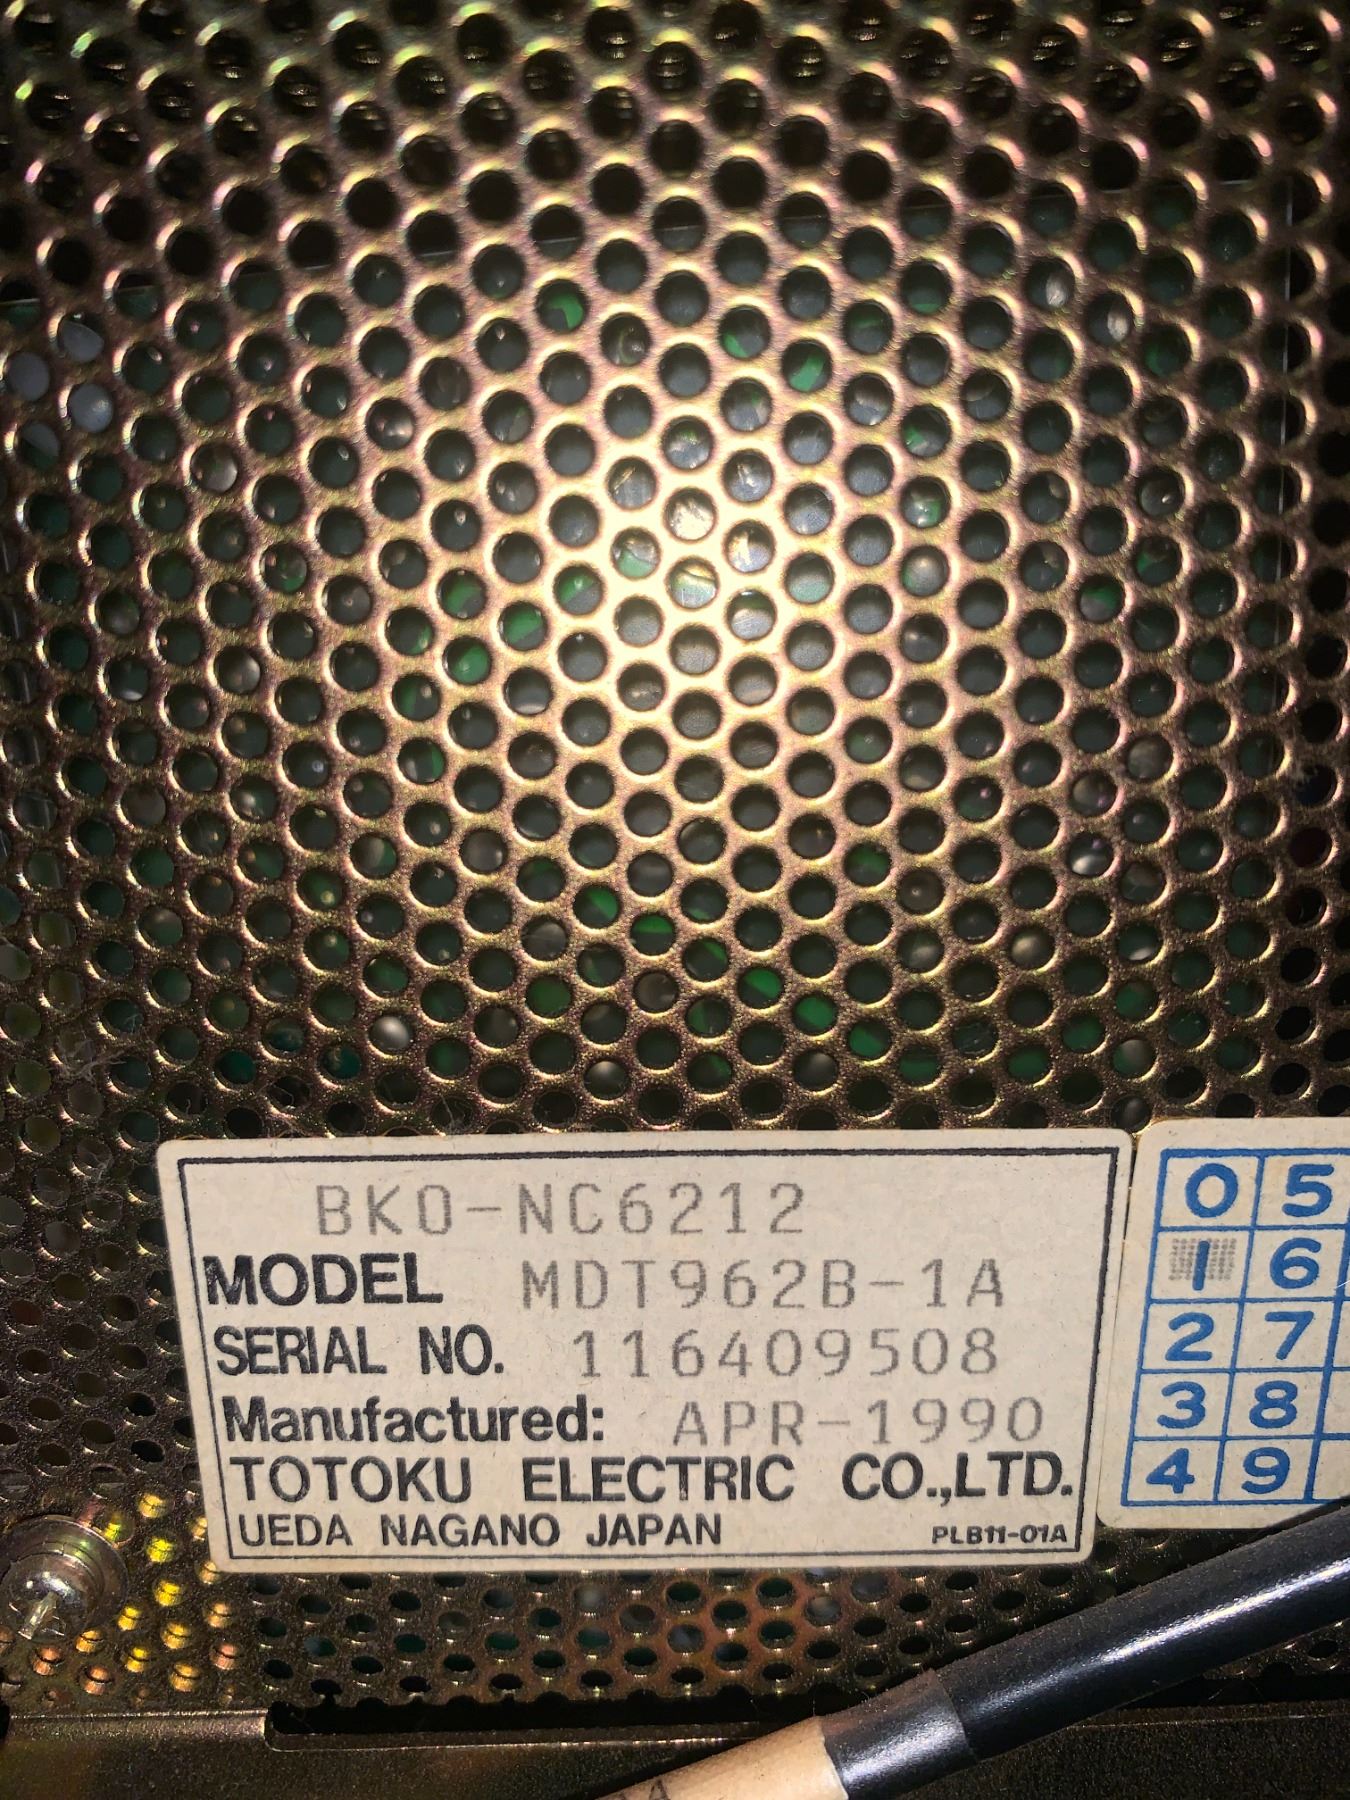 BKO-NC6212
MODEL MDT962B-1A
SERIAL NO. 116409508
Manufactured: APR-1990
TOTOKU ELECTRIC CO.,LTD.
UEDA NAGANO JAPAN PLB11-01A
0 5
1 6
2 7
3 8
4 9